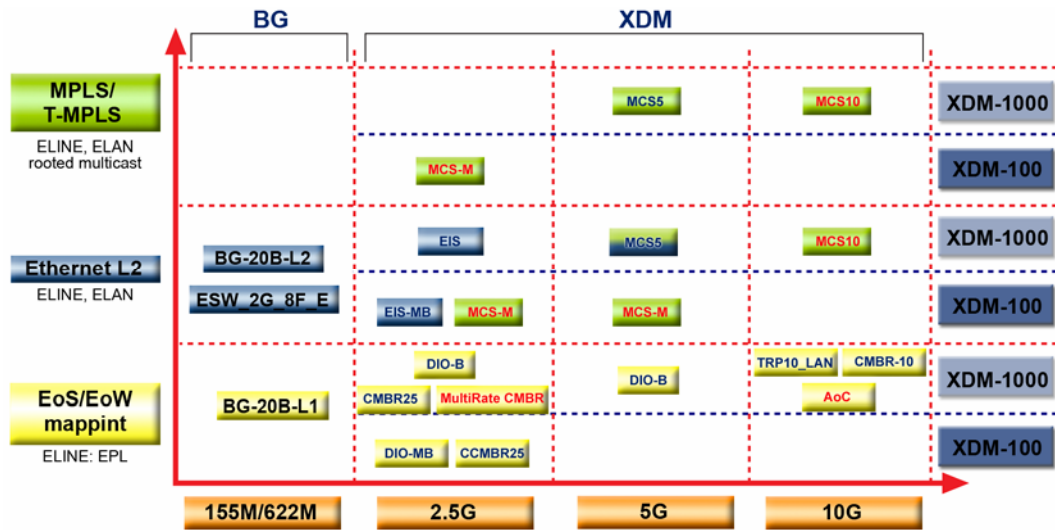 BG
XDM
MPLS/
T-MPLS
ELINE, ELAN
rooted multicast
MCS5
MCS10
XDM-1000
MCS-M
XDM-100
Ethernet L2
ELINE, ELAN
BG-20B-L2
ESW_2G_8F_E
EIS
MCS5
MCS10
XDM-1000
EIS-MB
MCS-M
MCS-M
XDM-100
EoS/EoW
mappint
ELINE: EPL
BG-20B-L1
DIO-B
CMBR25
MultiRate CMBR
DIO-B
TRP10_LAN
CMBR-10
AoC
XDM-1000
DIO-MB
CCMBR25
XDM-100
155M/622M
2.5G
5G
10G